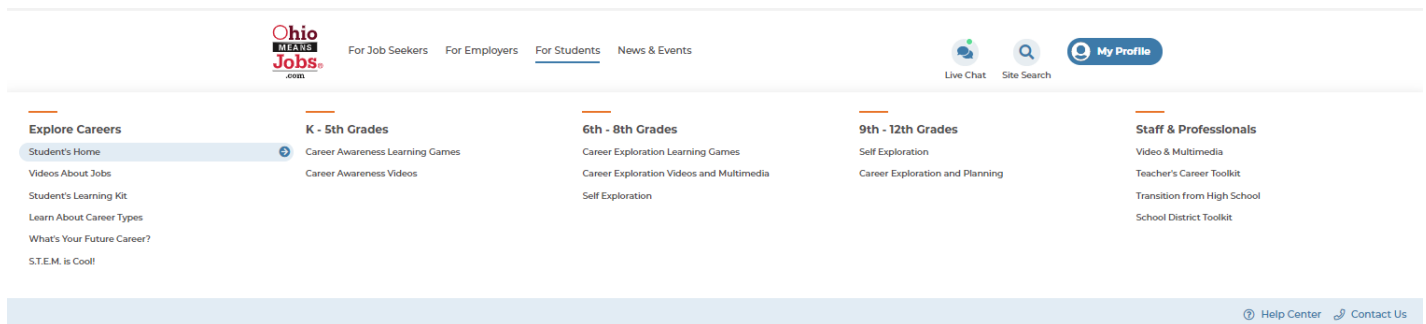 Ohio
MEANS
Jobs®
.com
For Job Seekers For Employers For Students News & Events
Live Chat Site Search
My Profile
Explore Careers
Student's Home
Videos About Jobs
Student's Learning Kit
Learn About Career Types
What's Your Future Career?
S.T.E.M. is Cool!
K - 5th Grades
Career Awareness Learning Games
Career Awareness Videos
6th - 8th Grades
Career Exploration Learning Games
Career Exploration Videos and Multimedia
Self Exploration
9th - 12th Grades
Self Exploration
Career Exploration and Planning
Staff & Professionals
Video & Multimedia
Teacher's Career Toolkit
Transition from High School
School District Toolkit
Help Center Contact Us